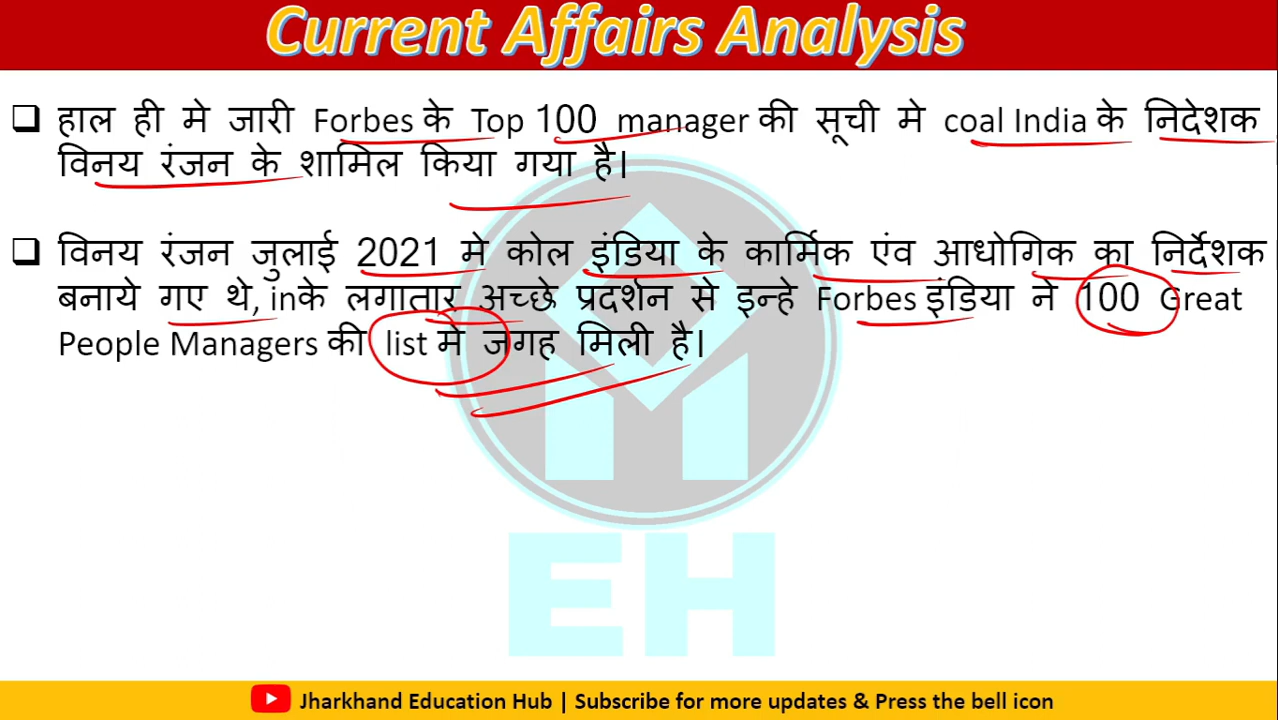 Current Affairs Analysis
हाल ही मे जारी Forbes के Top 100 manager की सूची मे coal India के निदेशक
विनय रंजन के शामिल किया गया है।
विनय रंजन जुलाई 2021 मे कोल इंडिया के कार्मिक एंव आधोगिक का निर्देशक
बनाये गए थे, inके लगातार अच्छे प्रदर्शन से इन्हे Forbes इंडिया ने 100 Great
People Managers की list मे जगह मिली है।
EH
Jharkhand Education Hub | Subscribe for more updates & Press the bell icon